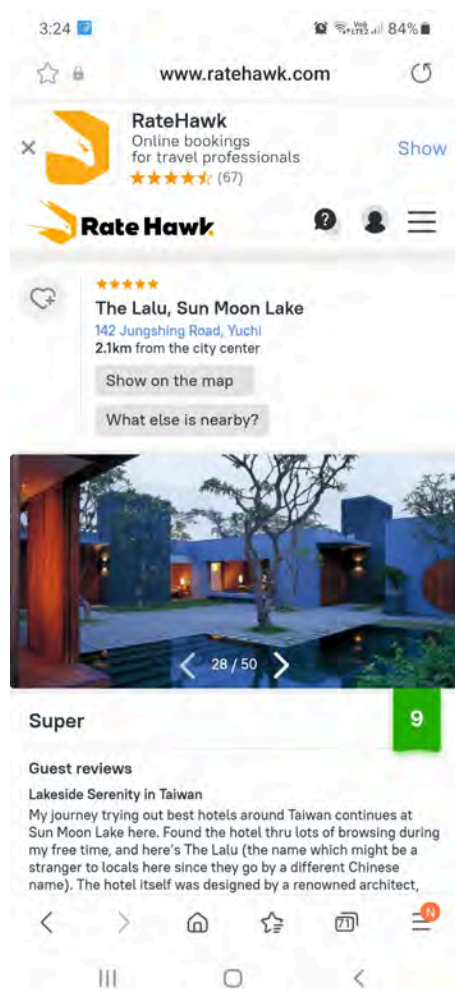 3:24
Vo9 LTE2 84%
www.ratehawk.com
RateHawk
Online bookings
for travel professionals
(67)
Show
Rate Hawk.
?
The Lalu, Sun Moon Lake
142 Jungshing Road, Yuchi
2.1km from the city center
Show on the map
What else is nearby?
28 / 50
Super
9
Guest reviews
Lakeside Serenity in Taiwan
My journey trying out best hotels around Taiwan continues at
Sun Moon Lake here. Found the hotel thru lots of browsing during
my free time, and here's The Lalu (the name which might be a
stranger to locals here since they go by a different Chinese
name). The hotel itself was designed by a renowned architect,
71
N